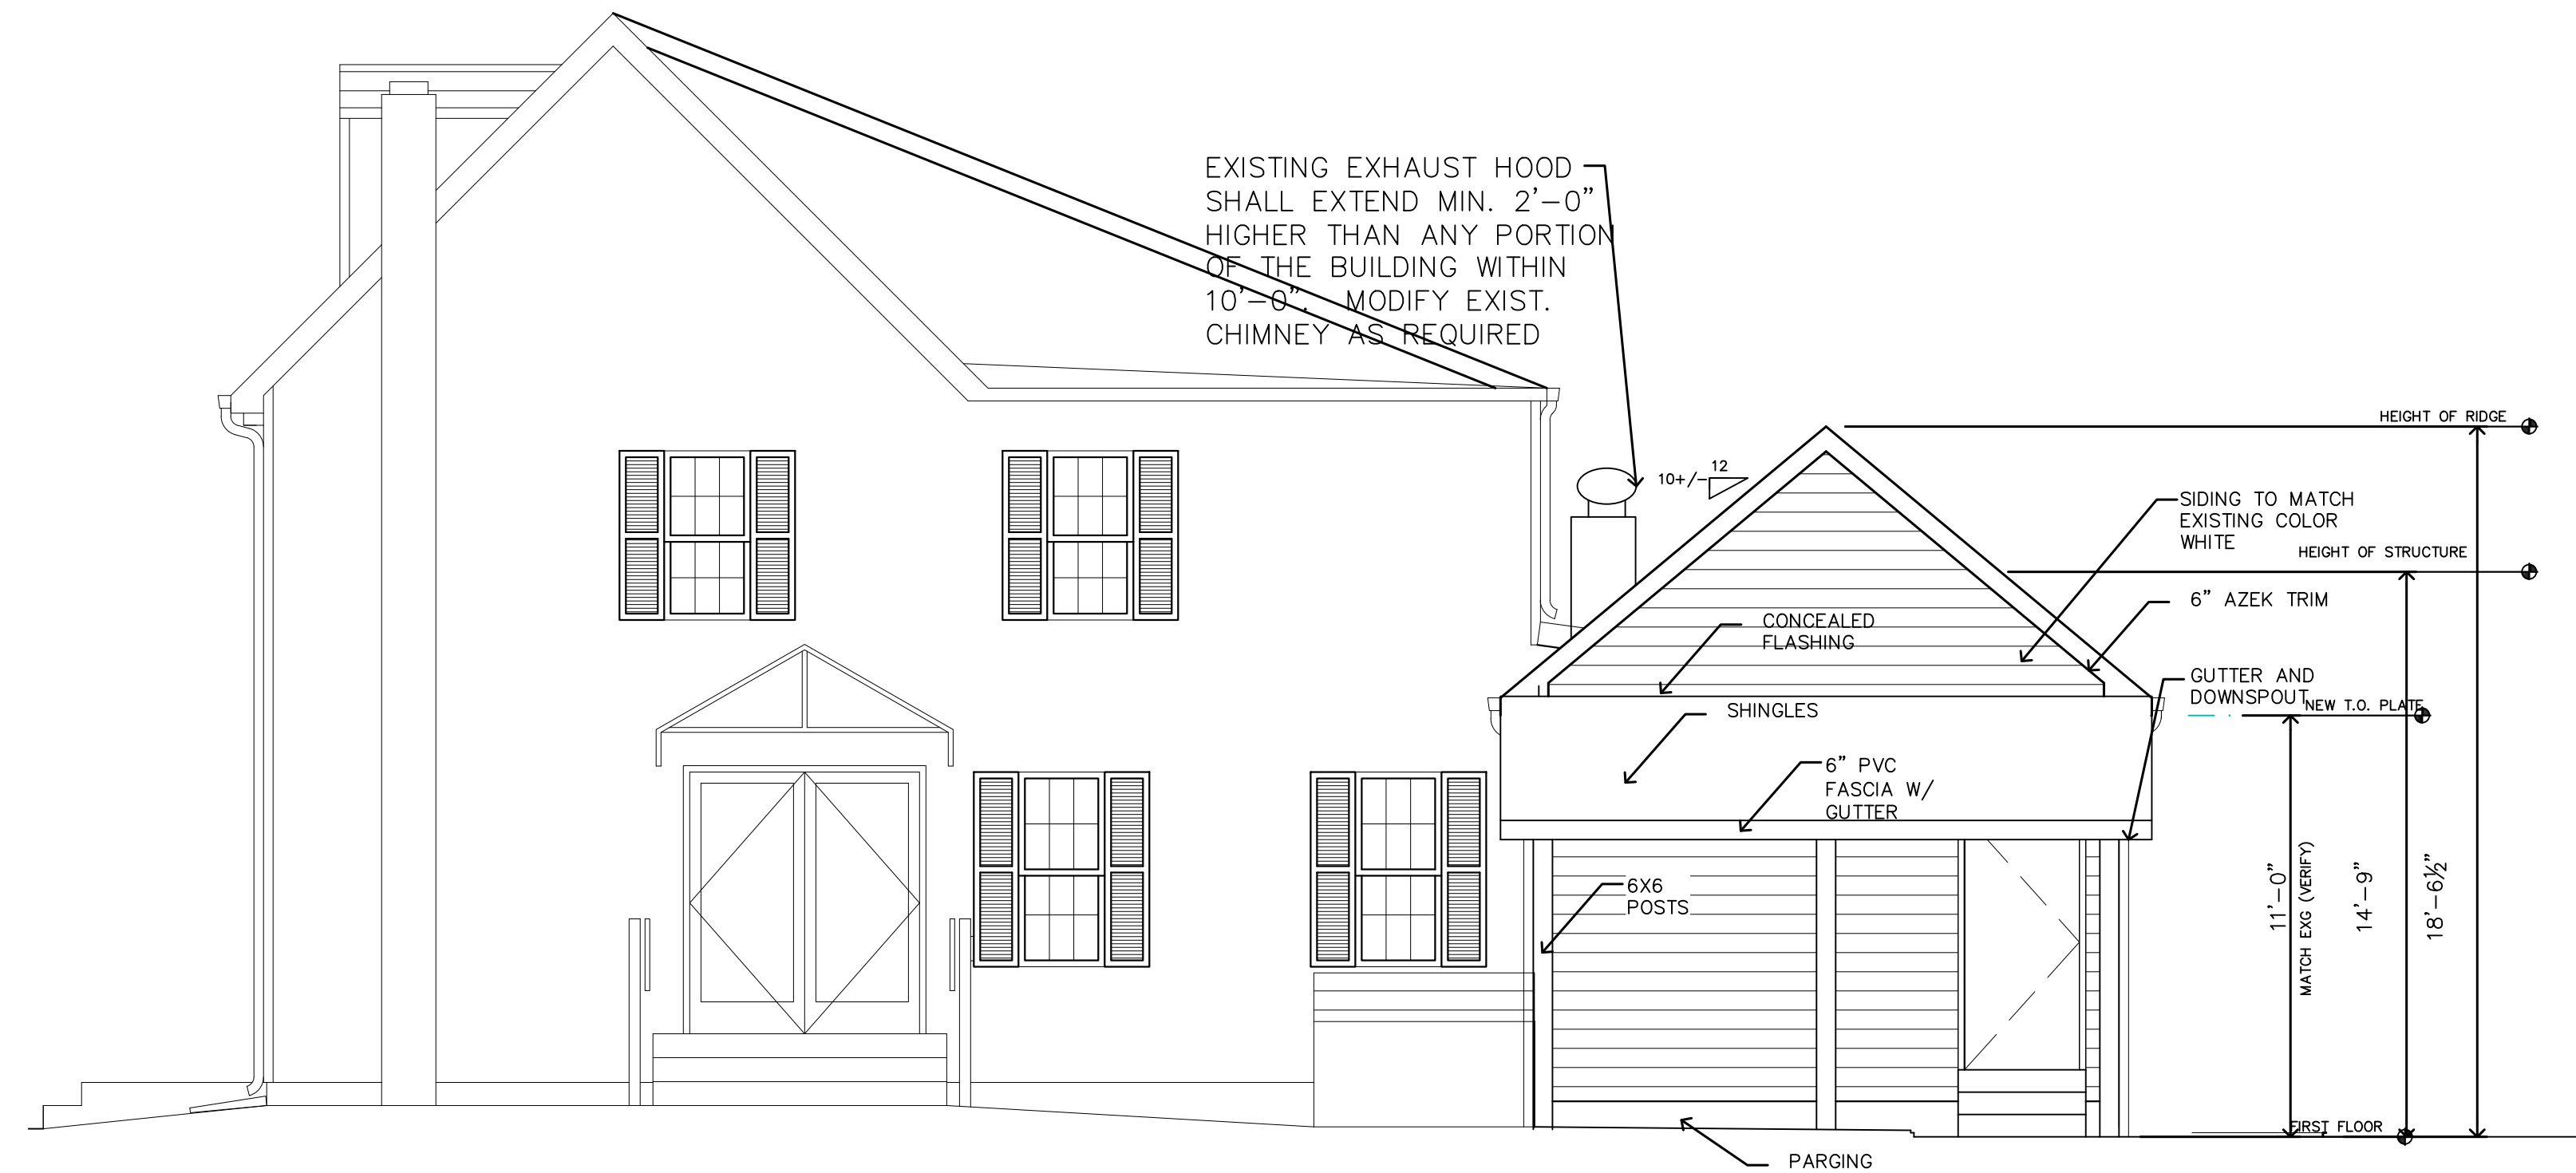 EXISTING EXHAUST HOOD
SHALL EXTEND MIN. 2'-0"
HIGHER THAN ANY PORTION
OF THE BUILDING WITHIN
10'-0". MODIFY EXIST.
CHIMNEY AS REQUIRED
HEIGHT OF RIDGE
12
10+/-
SIDING TO MATCH
EXISTING COLOR
WHITE
HEIGHT OF STRUCTURE
6" AZEK TRIM
CONCEALED
FLASHING
GUTTER AND
DOWNSPOUT
NEW T.O. PLATE
SHINGLES
6" PVC
FASCIA W/
GUTTER
6X6
POSTS
11'-0"
MATCH EXG (VERIFY)
14'-9"
18'-6½"
FIRST FLOOR
PARGING